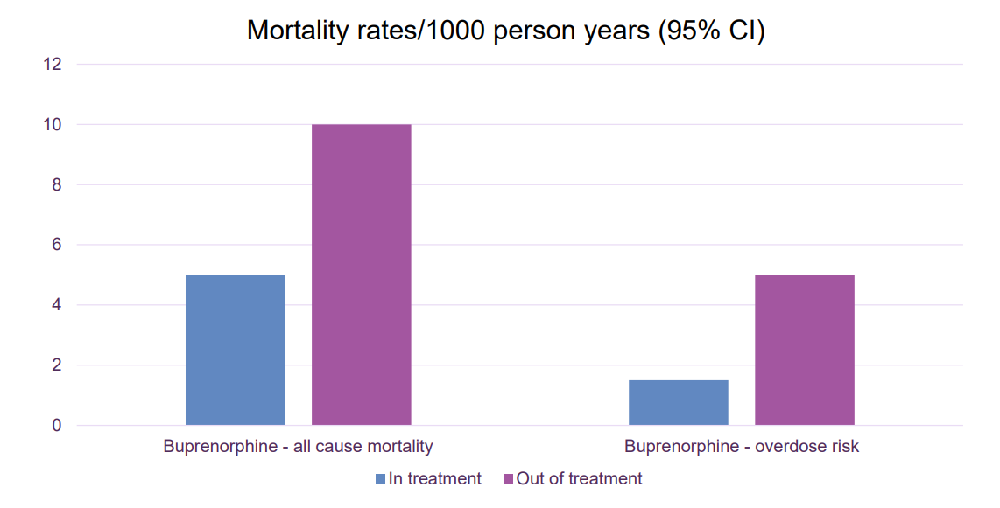 Mortality rates/1000 person years (95% CI)
12
10
8
6
4
2
0
Buprenorphine - all cause mortality
Buprenorphine - overdose risk
In treatment
Out of treatment